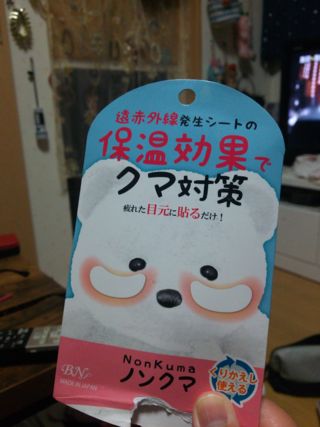 遠赤外線発生シートの
保温効果で
クマ対策
疲れた目元に貼るだけ!
NonKuma
ノンクマ
BN
MADE IN JAPAN
くりかえし
使える